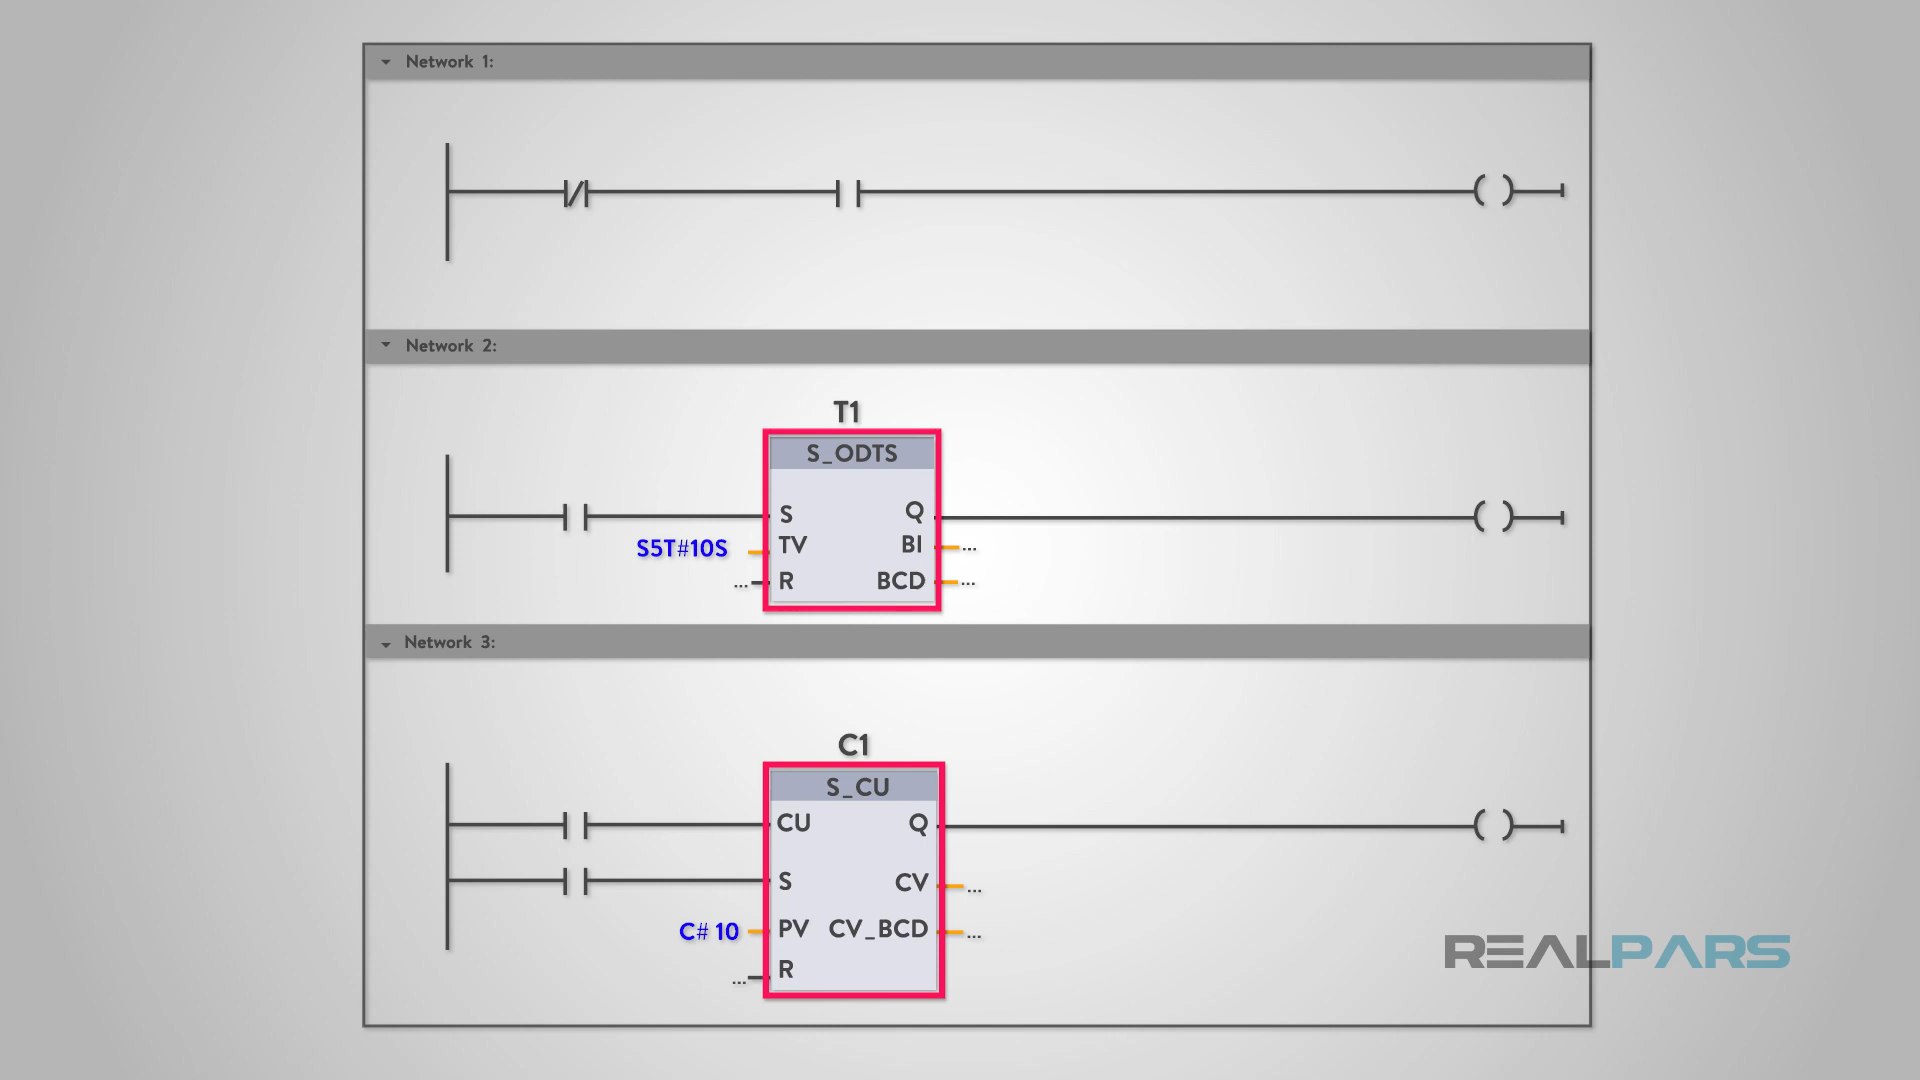 Network 1:
Network 2:
T1
S_ODTS
S Q
S5T#10S TV BI ...
... R BCD ...
Network 3:
C1
S_CU
CU Q
S CV ...
C# 10 PV CV_BCD ...
... R
REALPARS